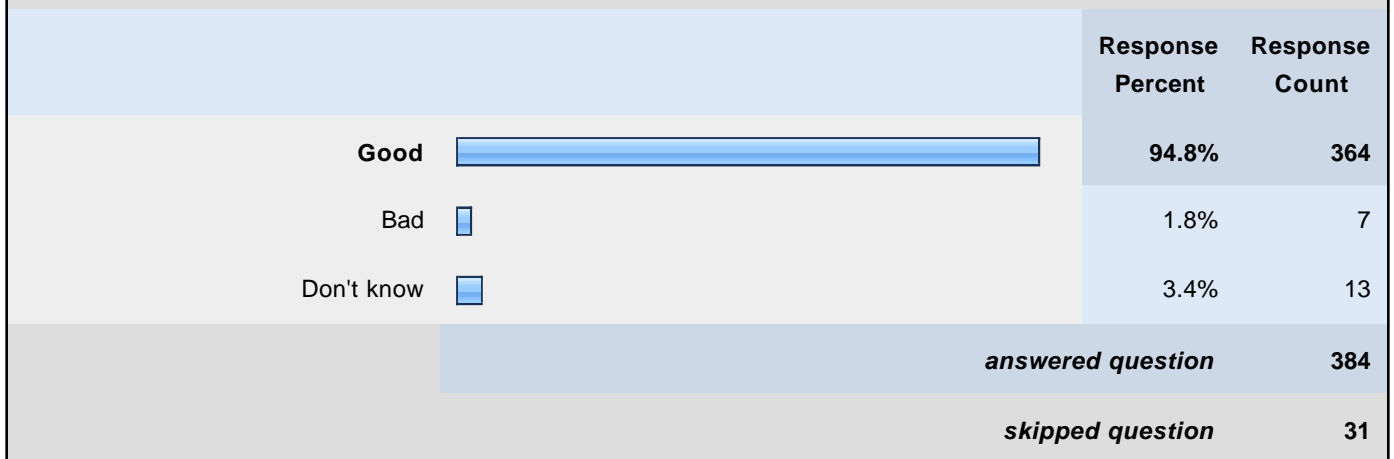 Response Response
Percent Count
Good 94.8% 364
Bad 1.8% 7
Don't know 3.4% 13
answered question 384
skipped question 31